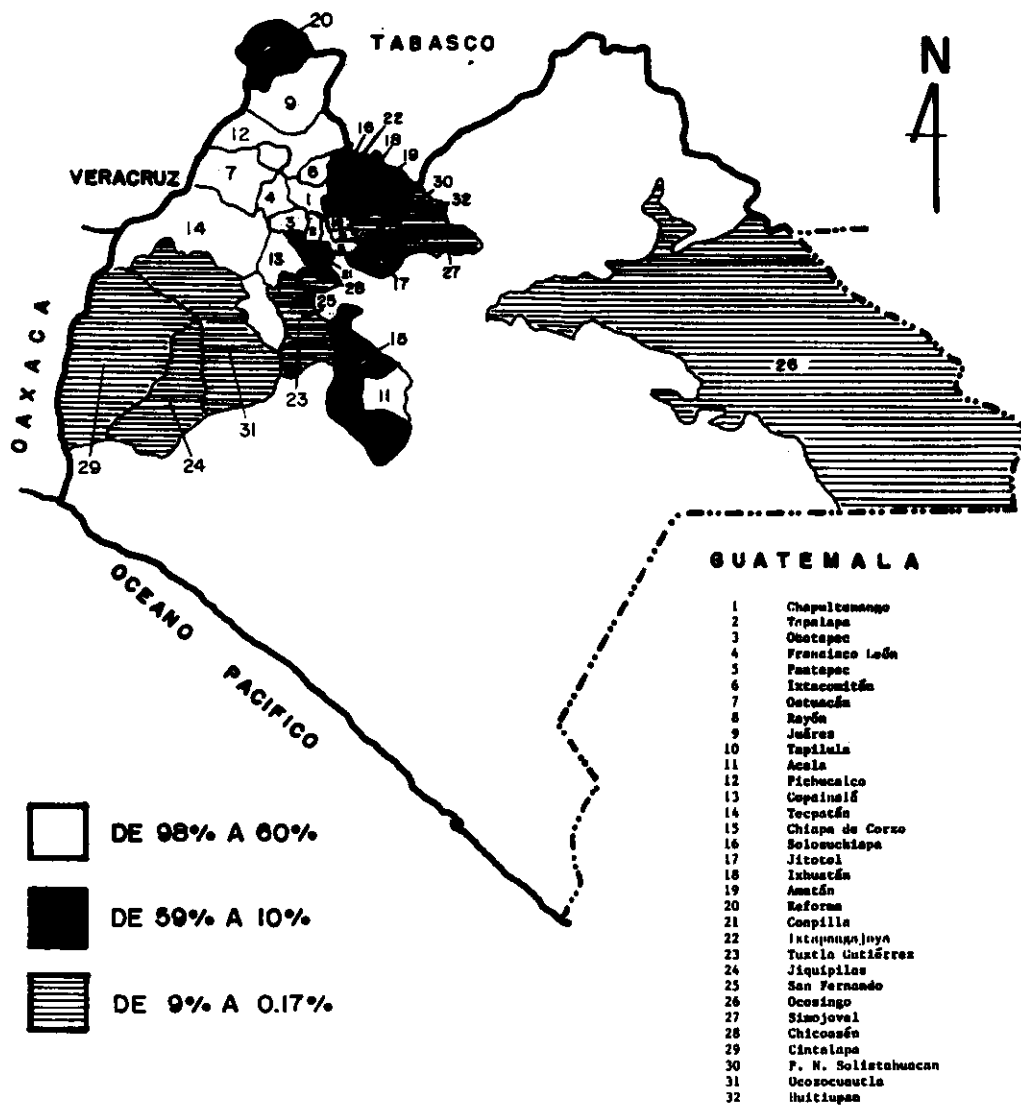 20
TABASCO
N
9
12
16
22
18
19
VERACRUZ
7
6
30
4
1
32
3
14
13
17
27
21
28
25
OAXACA
15
26
11
23
31
29
24
GUATEMALA
OCEANO PACIFICO
DE 98% A 60%
DE 59% A 10%
DE 9% A 0.17%
1 Chapultenango
2 Tapalapa
3 Ocotepec
4 Francisco León
5 Pantepec
6 Ixtacomitán
7 Ostuacán
8 Rayón
9 Juárez
10 Tapilula
11 Acala
12 Pichucalco
13 Copainalá
14 Tecpatán
15 Chiapa de Corzo
16 Solosuchiapa
17 Jitotol
18 Ixhuatán
19 Amatán
20 Reforma
21 Coapilla
22 Ixtapangajoya
23 Tuxtla Gutiérrez
24 Jiquipilas
25 San Fernando
26 Ocosingo
27 Simojovel
28 Chicoasén
29 Cintalapa
30 P. N. Solistahuacan
31 Ocozocuautla
32 Huitiupan